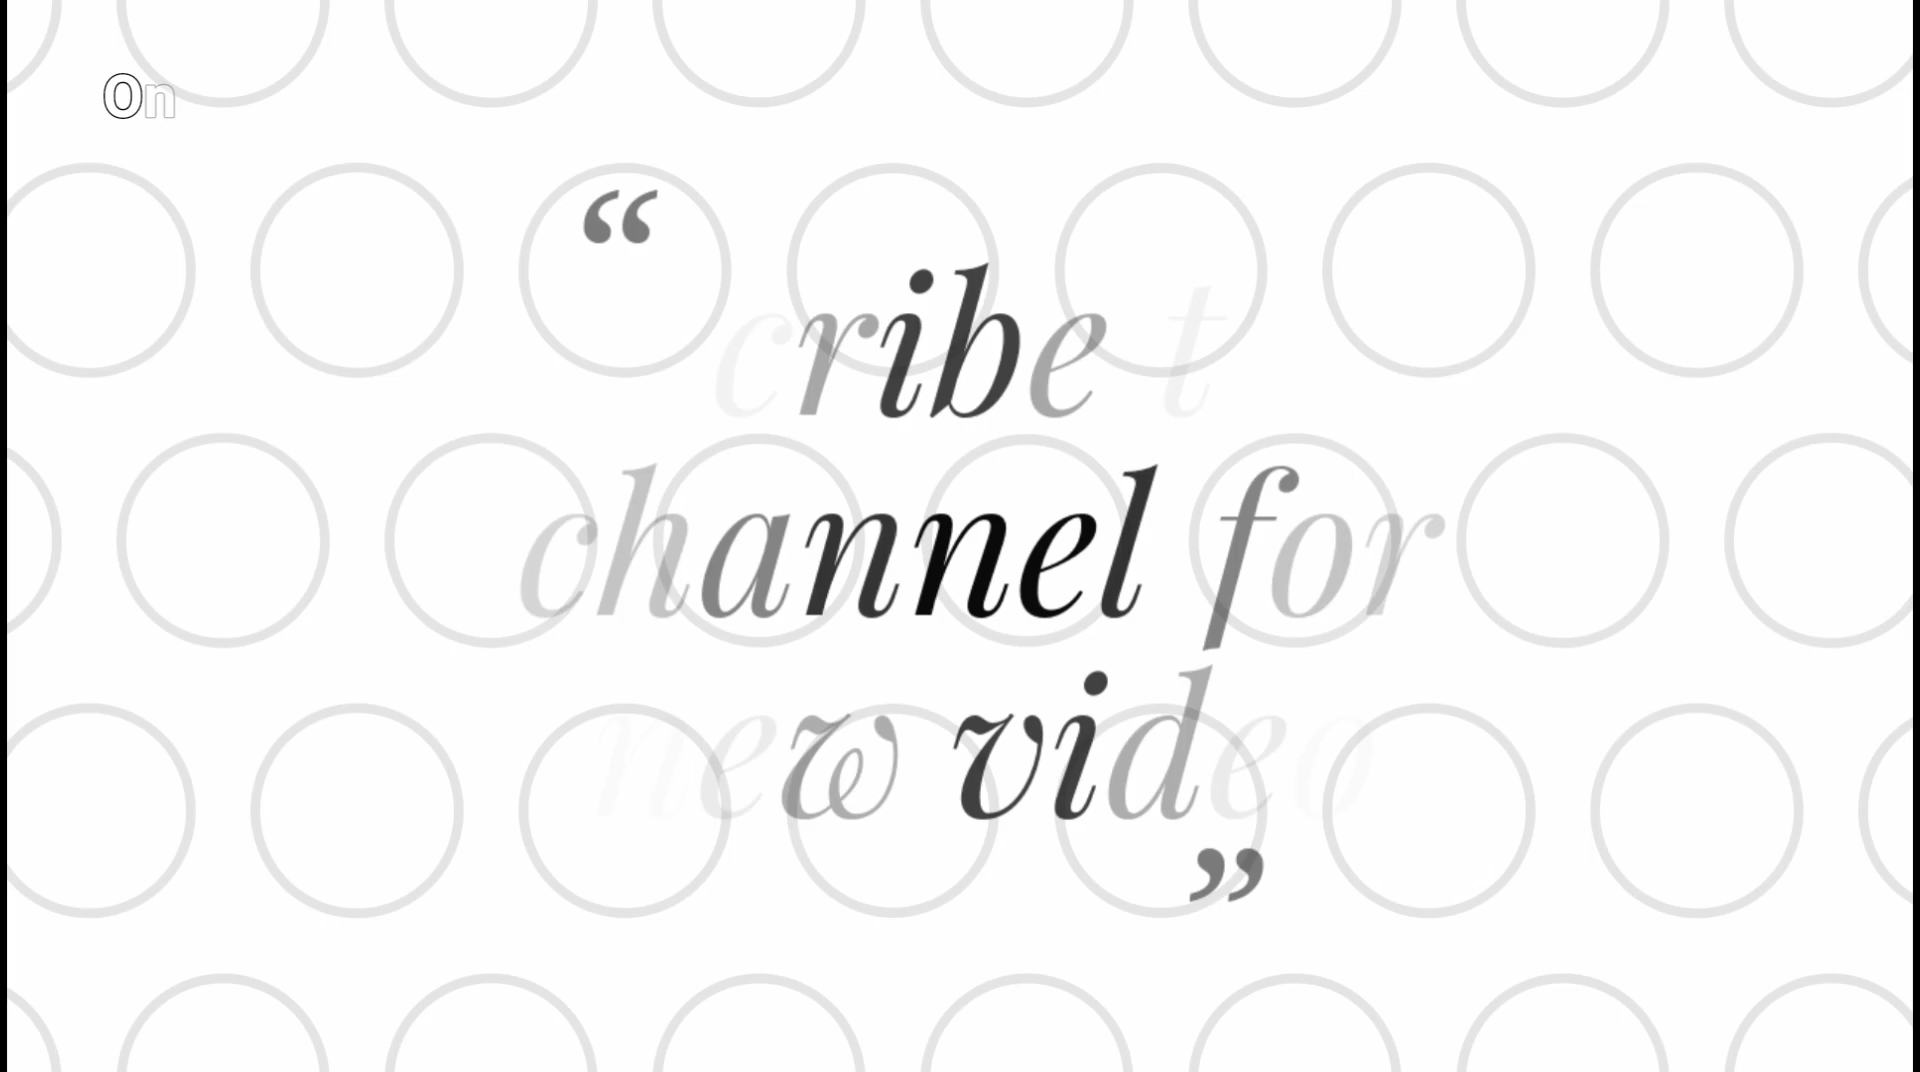 On
“
cribe t
channel for
new video
”